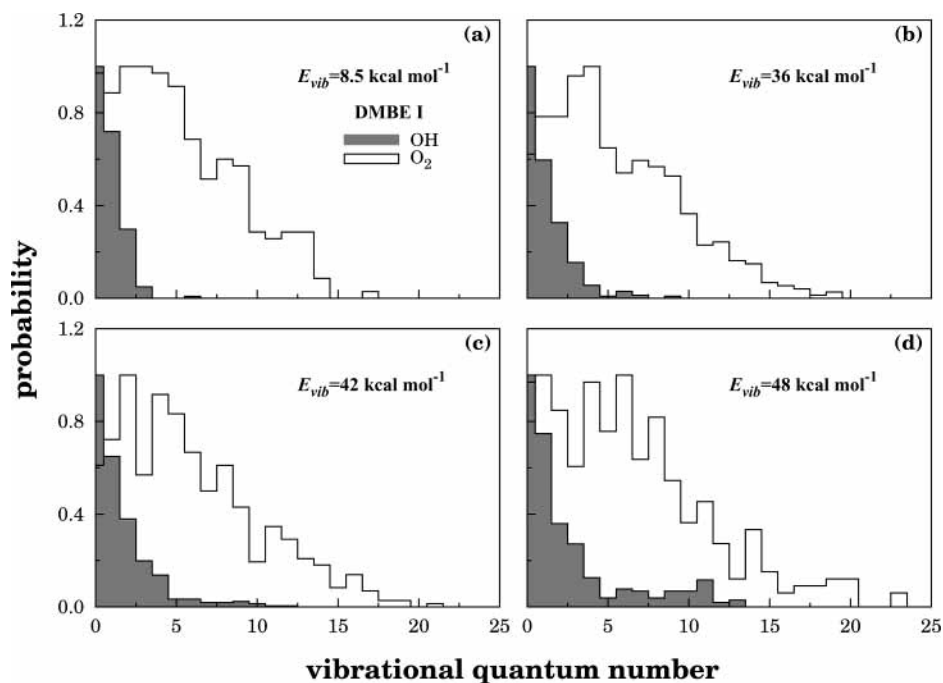 (a)
E_vib=8.5 kcal mol⁻¹
DMBE I
OH
O₂
(b)
E_vib=36 kcal mol⁻¹
1.2
0.8
0.4
0.0
(c)
E_vib=42 kcal mol⁻¹
(d)
E_vib=48 kcal mol⁻¹
1.2
0.8
0.4
0.0
0 5 10 15 20 25 0 5 10 15 20 25
probability
vibrational quantum number